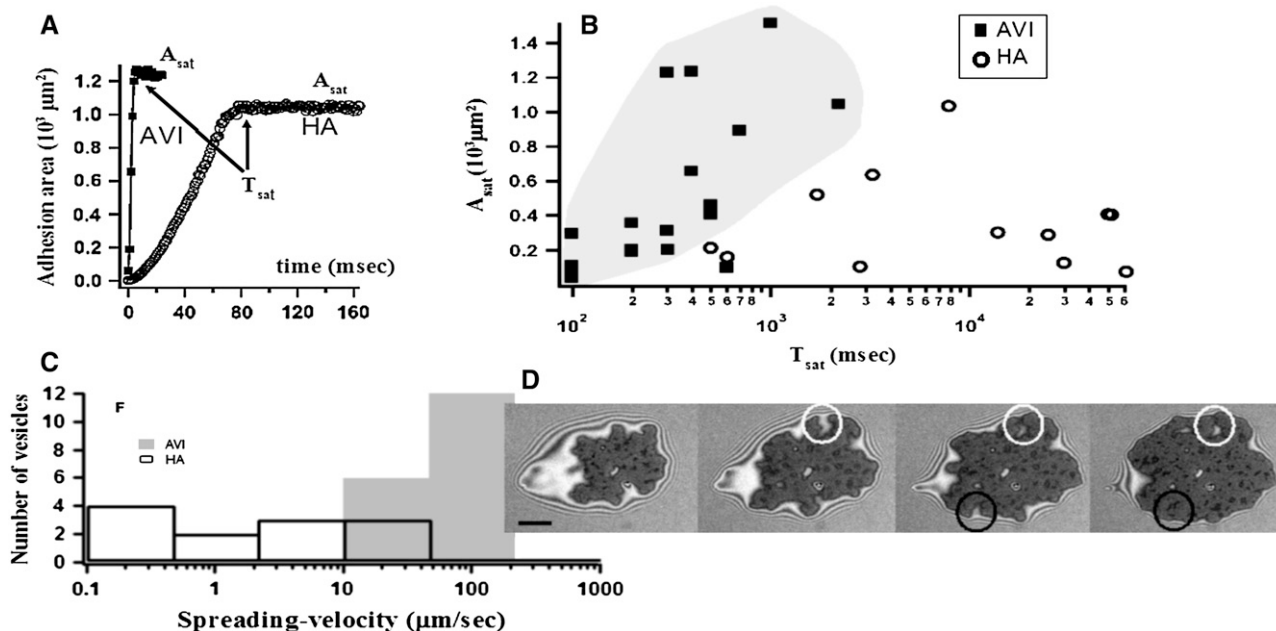 A
A_sat
A_sat
AVI
HA
T_sat
time (msec)
Adhesion area (10³ μm²)
1.2
1.0
0.8
0.6
0.4
0.2
0.0
0 40 80 120 160
B
AVI
HA
A_sat (10³μm²)
1.4
1.2
1.0
0.8
0.6
0.4
0.2
2 3 4 5 6 7 8 2 3 4 5 6 7 8 2 3 4 5 6
10² 10³ 10⁴
T_sat (msec)
C
F
AVI
HA
Number of vesicles
12
10
8
6
4
2
0
0.1 1 10 100 1000
Spreading-velocity (μm/sec)
D